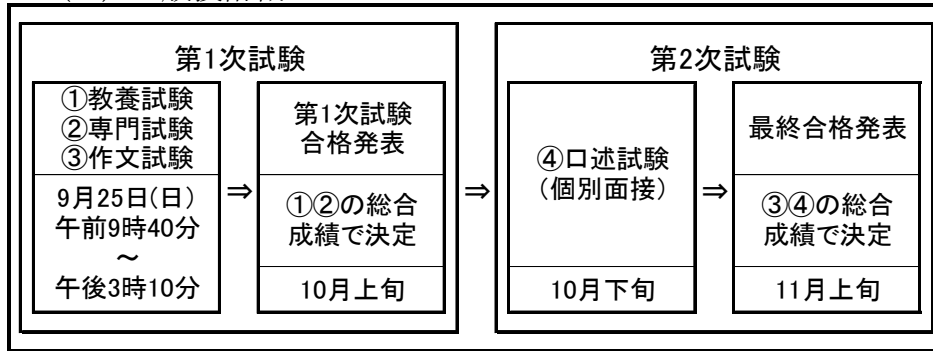 第1次試験
①教養試験
②専門試験
③作文試験
9月25日(日)
午前9時40分
～
午後3時10分
⇒
第1次試験
合格発表
①②の総合
成績で決定
10月上旬
⇒
第2次試験
④口述試験
（個別面接）
10月下旬
⇒
最終合格発表
③④の総合
成績で決定
11月上旬